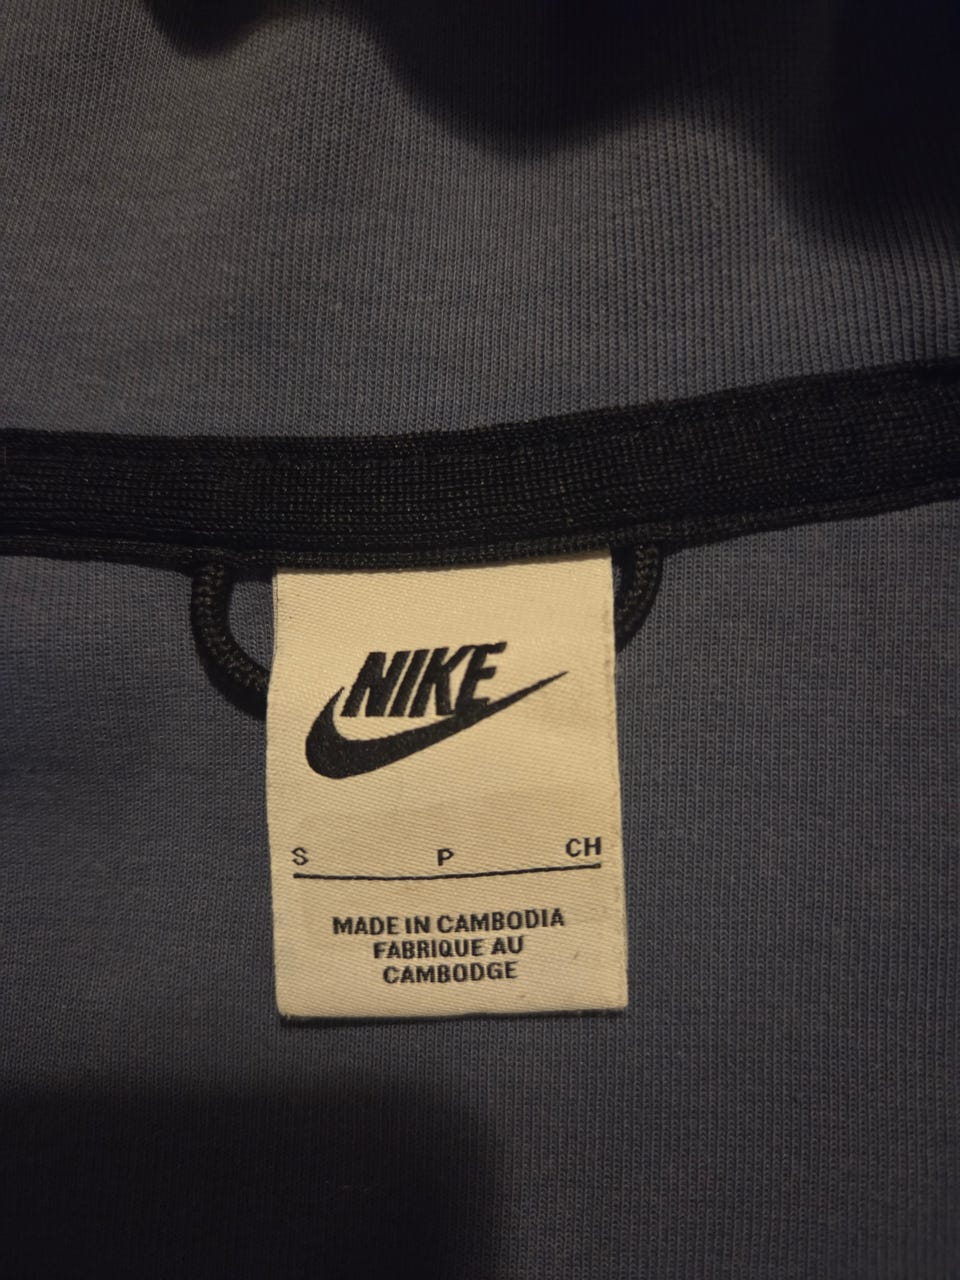 NIKE
S P CH
MADE IN CAMBODIA
FABRIQUE AU
CAMBODGE